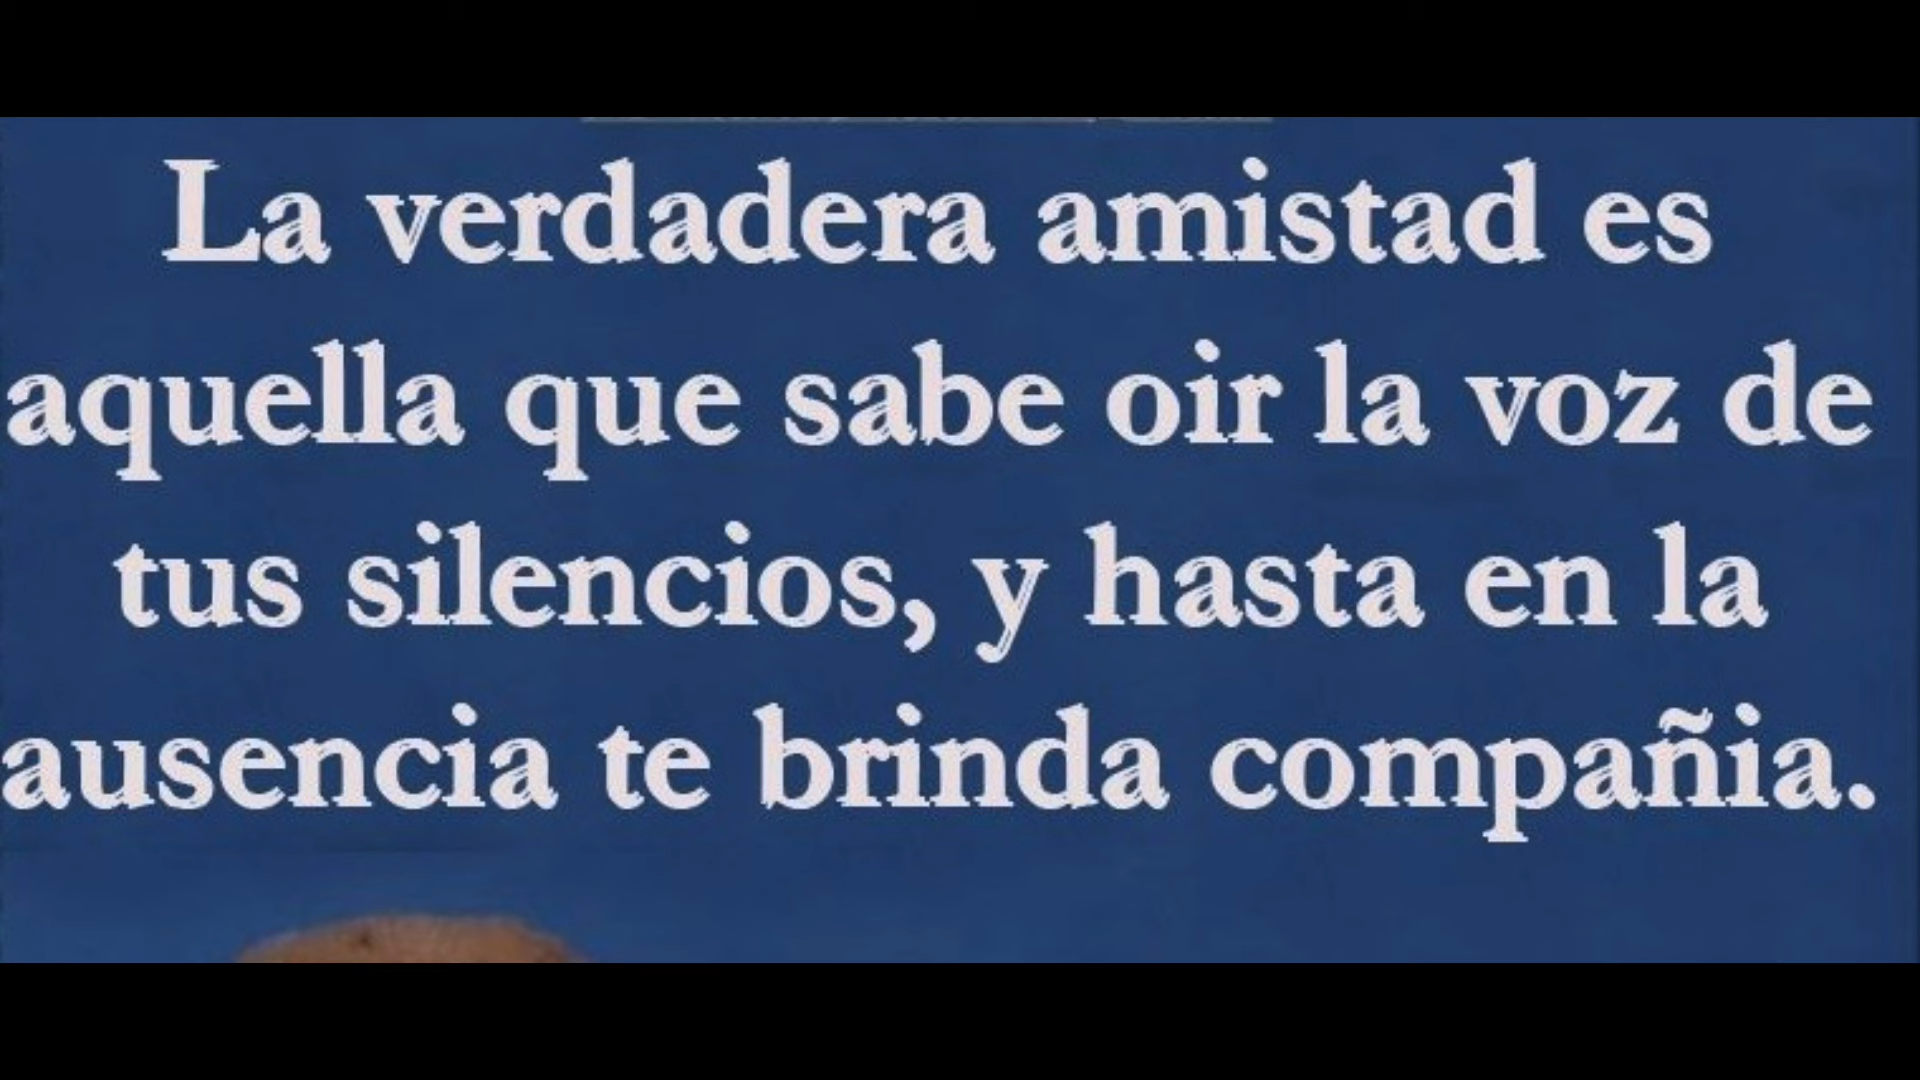 La verdadera amistad es
aquella que sabe oir la voz de
tus silencios, y hasta en la
ausencia te brinda compañia.